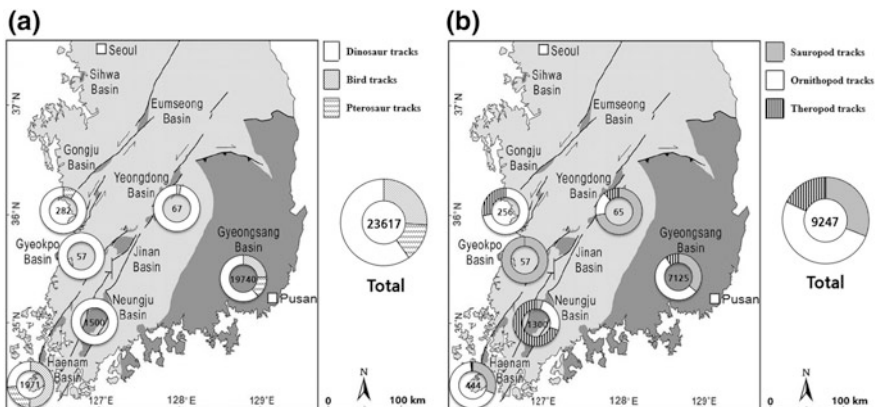 (a)
Seoul
Sihwa
Basin
37°N
Eumseong
Basin
Gongju
Basin
Yeongdong
Basin
282
67
36°N
Gyeokpo
Basin
57
Jinan
Basin
Gyeongsang
Basin
19740
Pusan
Neungju
Basin
1500
35°N
Haenam
Basin
1971
127°E
128°E
129°E
Dinosaur tracks
Bird tracks
Pterosaur tracks
23617
Total
N
0 100 km
(b)
Seoul
Sihwa
Basin
37°N
Eumseong
Basin
Gongju
Basin
Yeongdong
Basin
256
65
36°N
Gyeokpo
Basin
57
Jinan
Basin
Gyeongsang
Basin
7125
Pusan
Neungju
Basin
1300
35°N
Haenam
Basin
444
127°E
128°E
129°E
Sauropod tracks
Ornithopod tracks
Theropod tracks
9247
Total
N
0 100 km